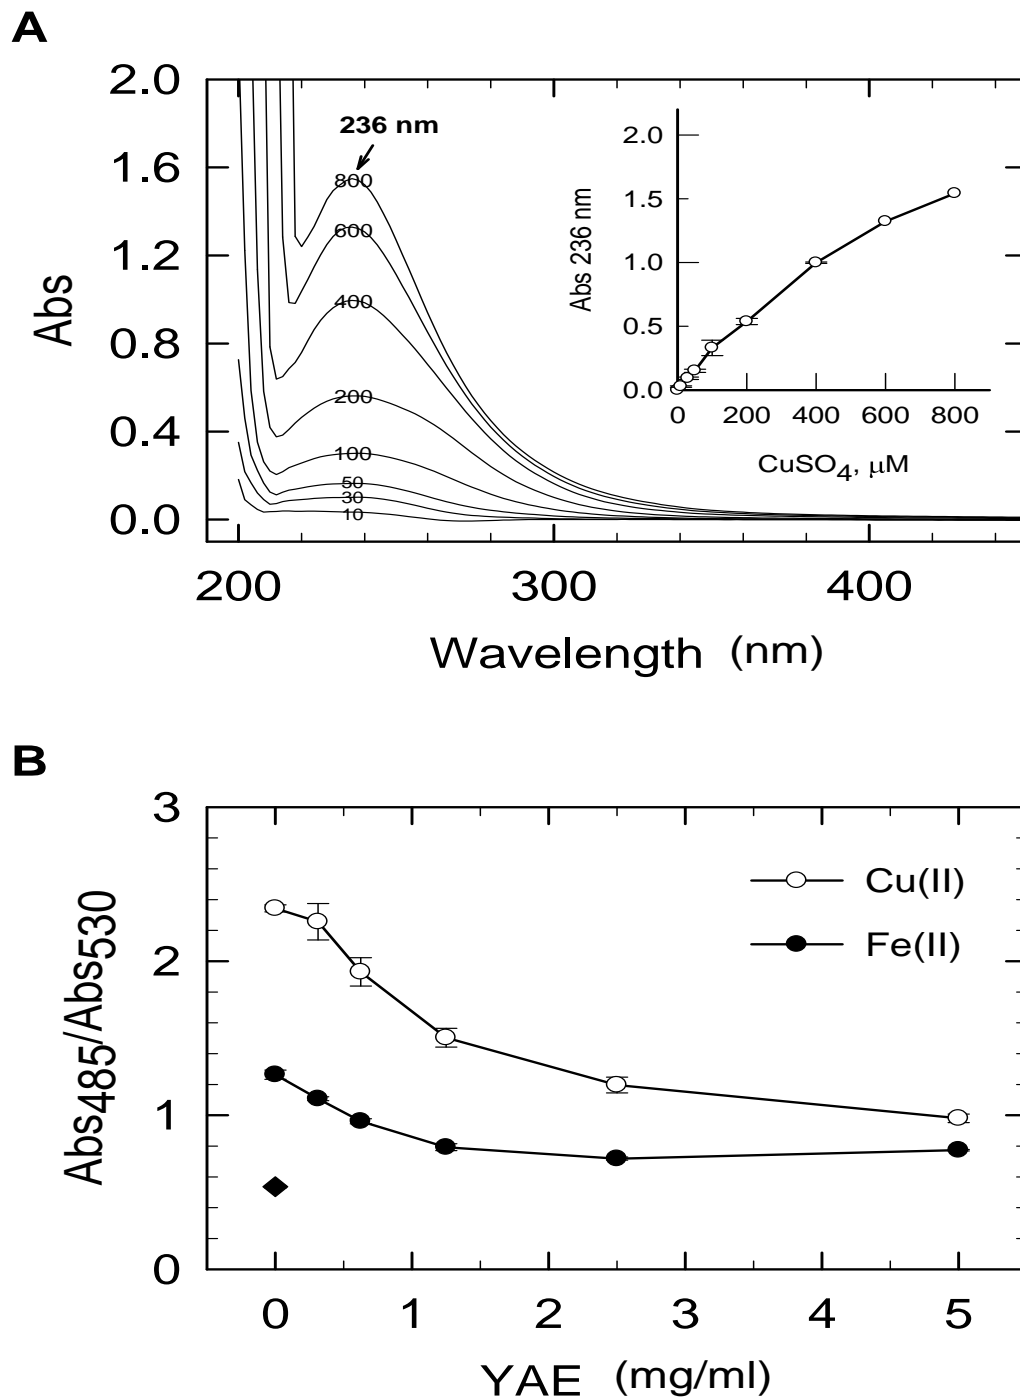 A
236 nm
800
600
400
200
100
50
30
10
2.0
1.6
1.2
0.8
0.4
0.0
Abs
200 300 400
Wavelength (nm)
2.0
1.5
1.0
0.5
0.0
Abs 236 nm
0 200 400 600 800
CuSO4, μM
B
3
2
1
0
Abs485/Abs530
Cu(II)
Fe(II)
0 1 2 3 4 5
YAE (mg/ml)